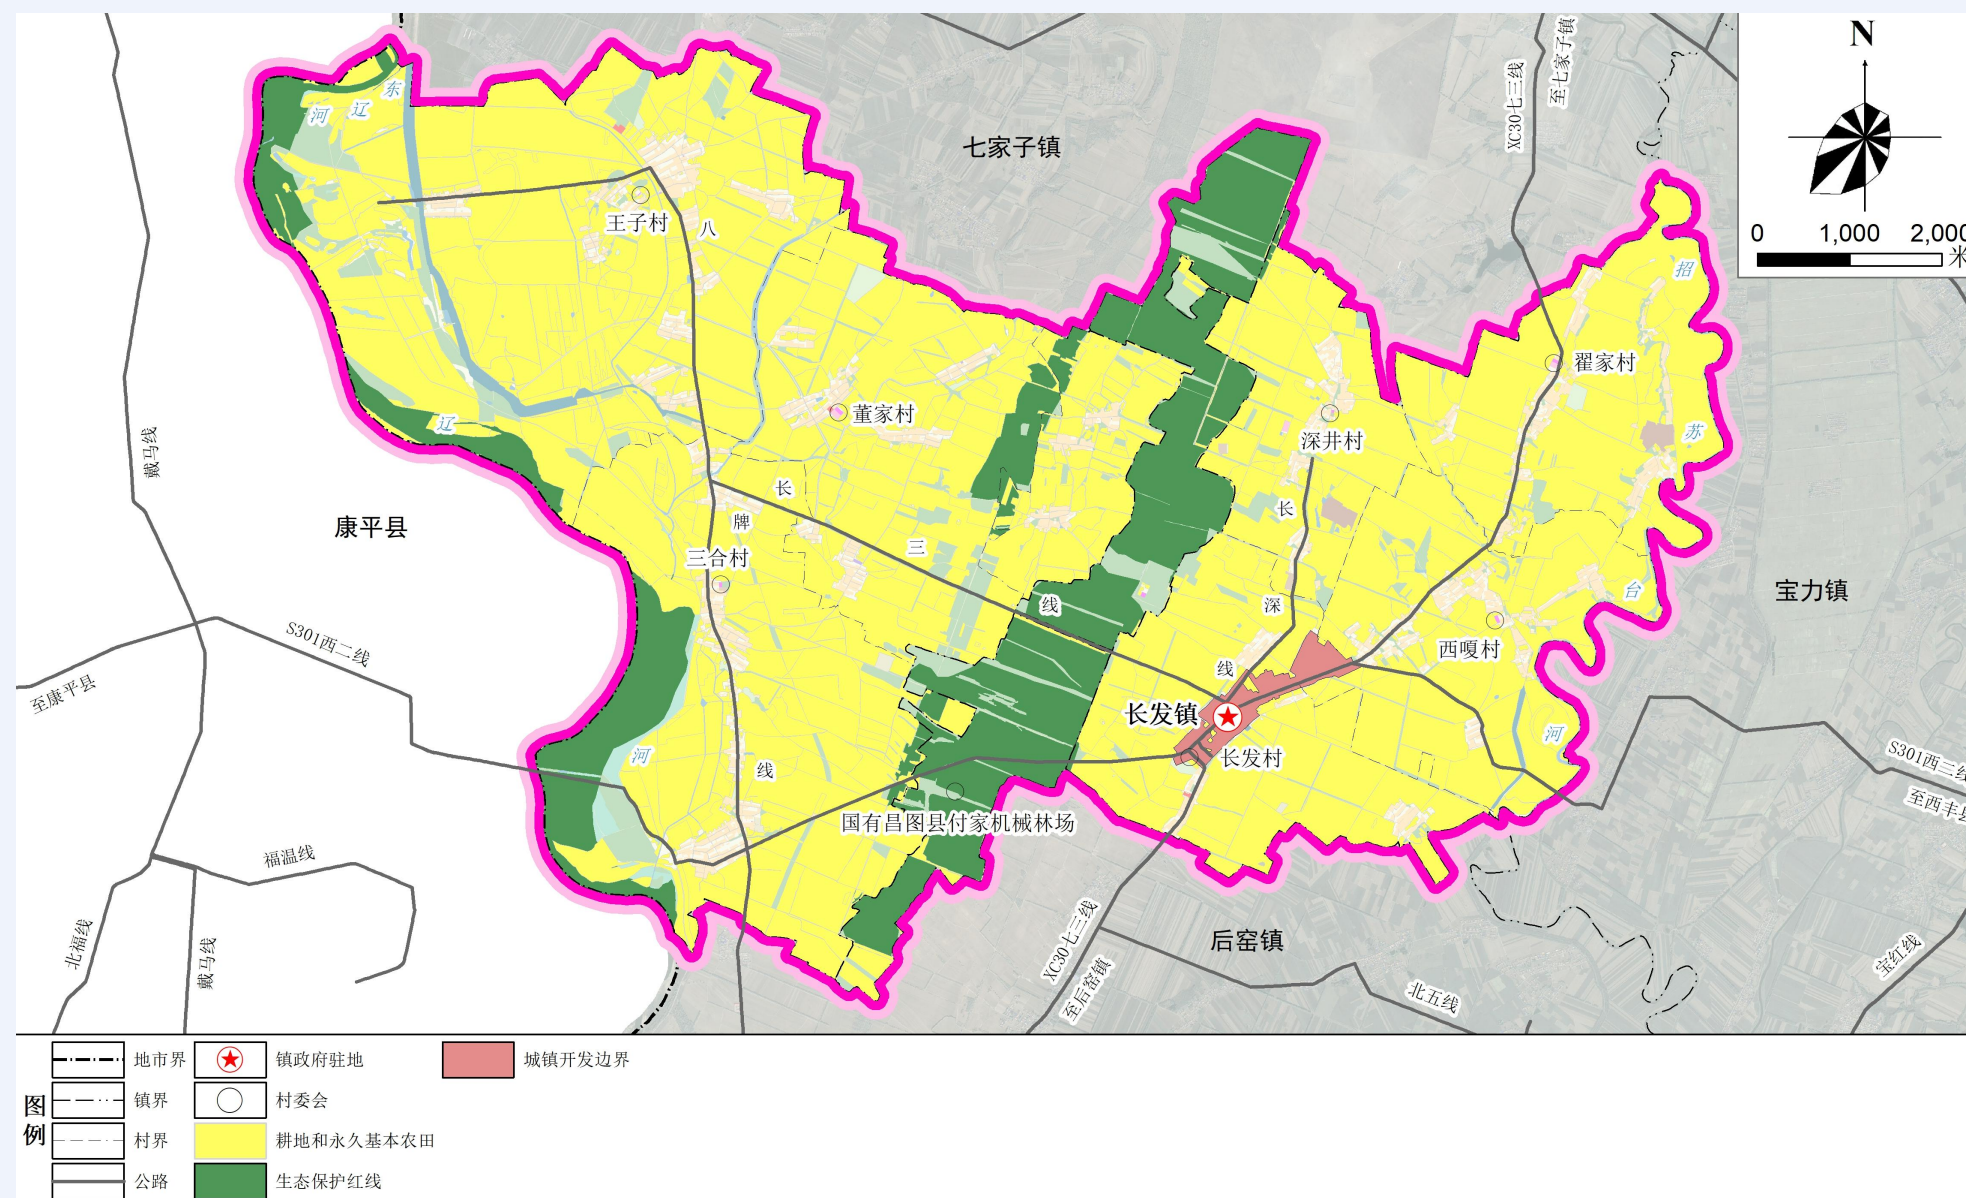 N
0 1,000 2,000
米
XC30七三线
至七家子镇
七家子镇
东
辽
河
王子村
八
招
翟家村
苏
董家村
深井村
辽
戴马线
长
长
牌
康平县
三
三合村
线
深
台
宝力镇
西嘎村
S301西二线
至康平县
线
长发镇
长发村
河
河
线
S301西二线
至西丰县
国有昌图县付家机械林场
福温线
北福线
戴马线
XC30七三线
至后窑镇
后窑镇
北五线
宝红线
图例
地市界
镇界
村界
公路
镇政府驻地
村委会
耕地和永久基本农田
生态保护红线
城镇开发边界